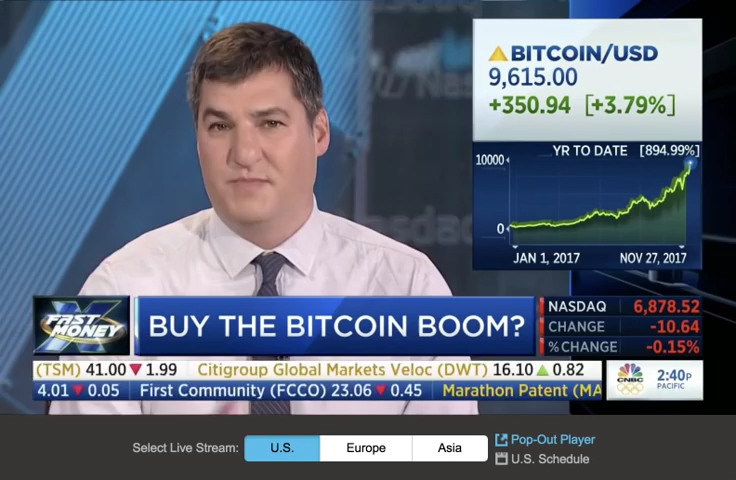 Nasdaq
BITCOIN/USD
9,615.00
+350.94 [+3.79%]
YR TO DATE [894.99%]
10000
0
JAN 1, 2017 NOV 27, 2017
FAST MONEY
BUY THE BITCOIN BOOM?
NASDAQ 6,878.52
CHANGE -10.64
% CHANGE -0.15%
(TSM) 41.00 ▼ 1.99 Citigroup Global Markets Veloc (DWT) 16.10 ▲ 0.82
4.01 ▼ 0.05 First Community (FCCO) 23.06 ▼ 0.45 Marathon Patent (MA
CNBC
2:40P
PACIFIC
Select Live Stream: U.S. Europe Asia
Pop-Out Player
U.S. Schedule